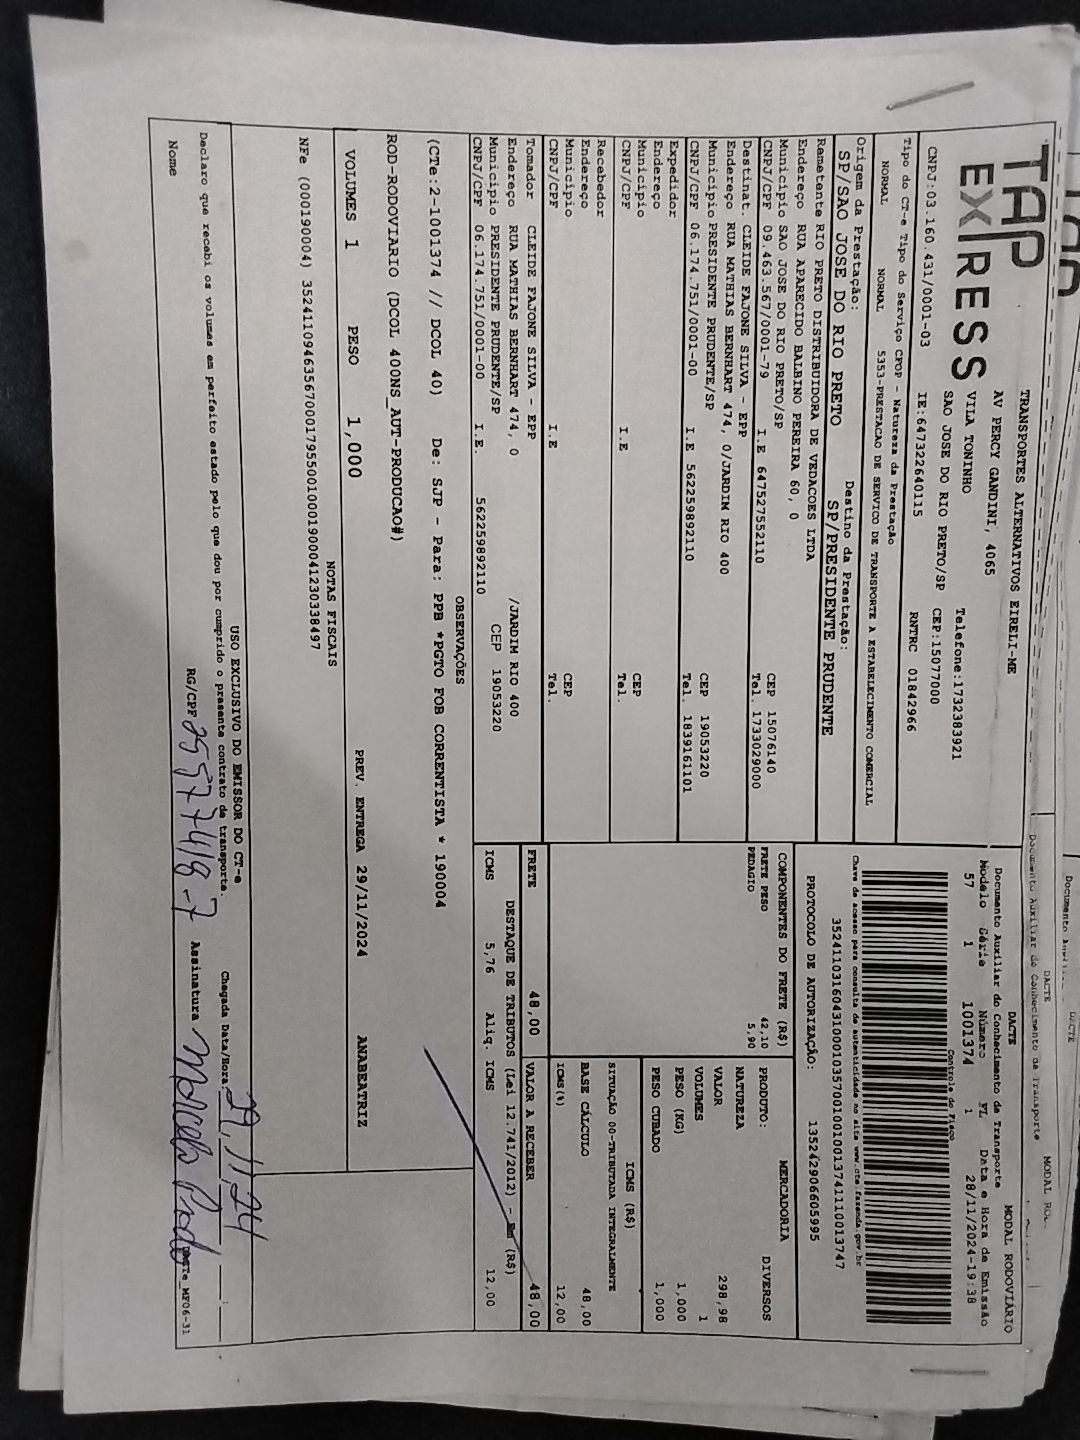 TAP
EXPRESS
TRANSPORTES ALTERNATIVOS EIRELI-ME
AV PERCY GANDINI, 4065
VILA TONINHO Telefone:1732383921
SAO JOSE DO RIO PRETO/SP CEP:15077000
CNPJ:03.160.431/0001-03 IE:647322640115 RNTRC 01842966
DACTE MODAL RODOVIÁRIO
Documento Auxiliar do Conhecimento de Transporte
Modelo Série Número FL Data e Hora de Emissão
57 1 1001374 1 28/11/2024-19:38
Controle do Fisco
Chave de acesso para consulta de autenticidade no site www.cte.fazenda.gov.br
35241103160431000103570010010013741110013747
PROTOCOLO DE AUTORIZAÇÃO: 135242906605995
Tipo do CT-e Tipo do Serviço CFOP - Natureza da Prestação
NORMAL NORMAL 5353-PRESTACAO DE SERVICO DE TRANSPORTE A ESTABELECIMENTO COMERCIAL
Origem da Prestação: Destino da Prestação:
SP/SAO JOSE DO RIO PRETO SP/PRESIDENTE PRUDENTE
Remetente RIO PRETO DISTRIBUIDORA DE VEDACOES LTDA
Endereço RUA APARECIDO BALBINO PEREIRA 60, 0
Município SAO JOSE DO RIO PRETO/SP CEP 15076140
CNPJ/CPF 09.463.567/0001-79 I.E 647527552110 Tel. 1733029000
Destinat. CLEIDE FAJONE SILVA - EPP
Endereço RUA MATHIAS BERNHART 474, 0/JARDIM RIO 400
Município PRESIDENTE PRUDENTE/SP CEP 19053220
CNPJ/CPF 06.174.751/0001-00 I.E 562259892110 Tel. 1839161101
Expedidor
Endereço
Município CEP
CNPJ/CPF I.E Tel.
Recebedor
Endereço
Município CEP
CNPJ/CPF I.E Tel.
Tomador CLEIDE FAJONE SILVA - EPP
Endereço RUA MATHIAS BERNHART 474, 0 /JARDIM RIO 400
Município PRESIDENTE PRUDENTE/SP CEP 19053220
CNPJ/CPF 06.174.751/0001-00 I.E. 562259892110
COMPONENTES DO FRETE (R$)
FRETE PESO 42,10
PEDAGIO 5,90
MERCADORIA
PRODUTO: DIVERSOS
NATUREZA
VALOR 298,98
VOLUMES 1
PESO (KG) 1,000
PESO CUBADO 1,000
ICMS (R$)
SITUAÇÃO 00-TRIBUTADA INTEGRALMENTE
BASE CÁLCULO 48,00
ICMS(%) 12,00
FRETE 48,00 VALOR A RECEBER 48,00
DESTAQUE DE TRIBUTOS (Lei 12.741/2012) - Em (R$)
ICMS 5,76 Aliq. ICMS 12,00
OBSERVAÇÕES
(CTe:2-1001374 // DCOL 40) De: SJP - Para: PPB *PGTO FOB CORRENTISTA * 190004
ROD-RODOVIARIO (DCOL 400NS_AUT-PRODUCAO#)
VOLUMES 1 PESO 1,000 PREV. ENTREGA 29/11/2024 ANABEATRIZ
NOTAS FISCAIS
NFe (000190004) 35241109463567000179550010001900041230338497
USO EXCLUSIVO DO EMISSOR DO CT-e
Declaro que recebi os volumes em perfeito estado pelo que dou por cumprido o presente contrato de transporte.
Chegada Data/Hora: 29,11,24 :
Nome RG/CPF 25577418-7 Assinatura Marcela Prado
DACTe_MF06-31
Documento Auxiliar do Conhecimento de Transporte
DACTE